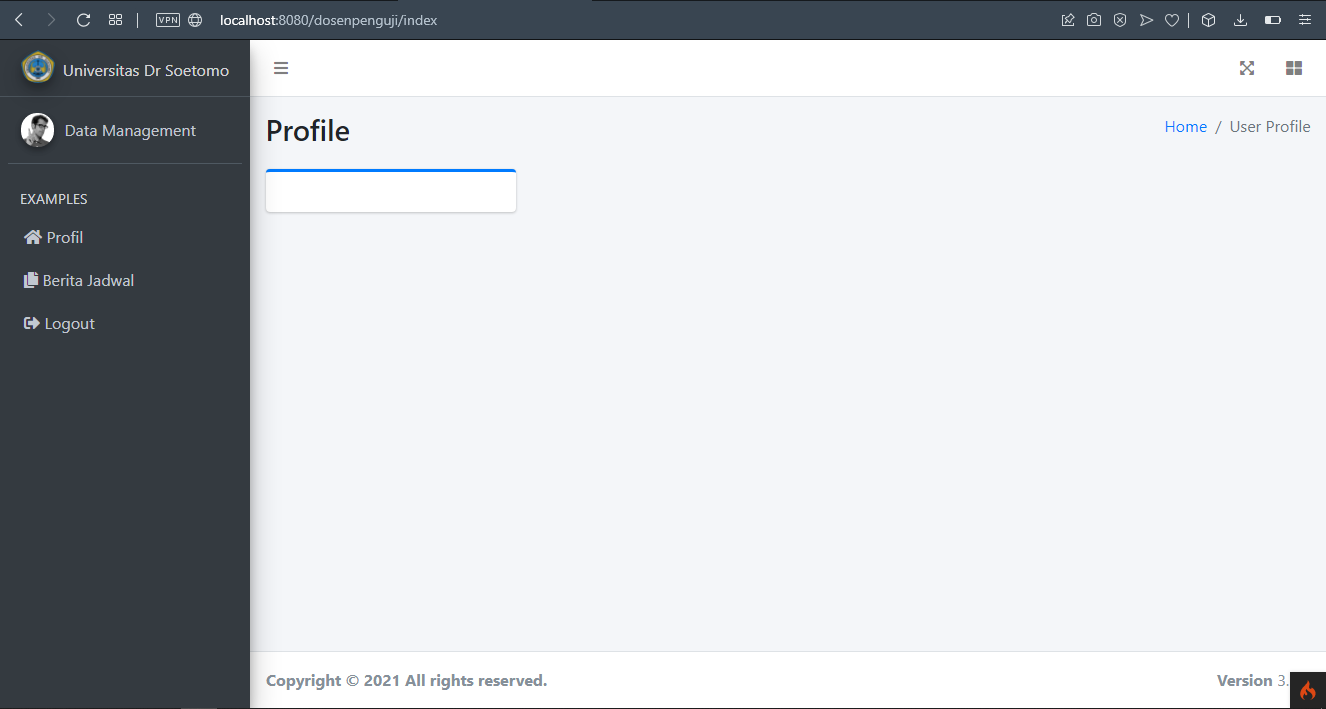 VPN localhost:8080/dosenpenguji/index
Universitas Dr Soetomo
Data Management
Profile
Home / User Profile
EXAMPLES
Profil
Berita Jadwal
Logout
Copyright © 2021 All rights reserved.
Version 3.